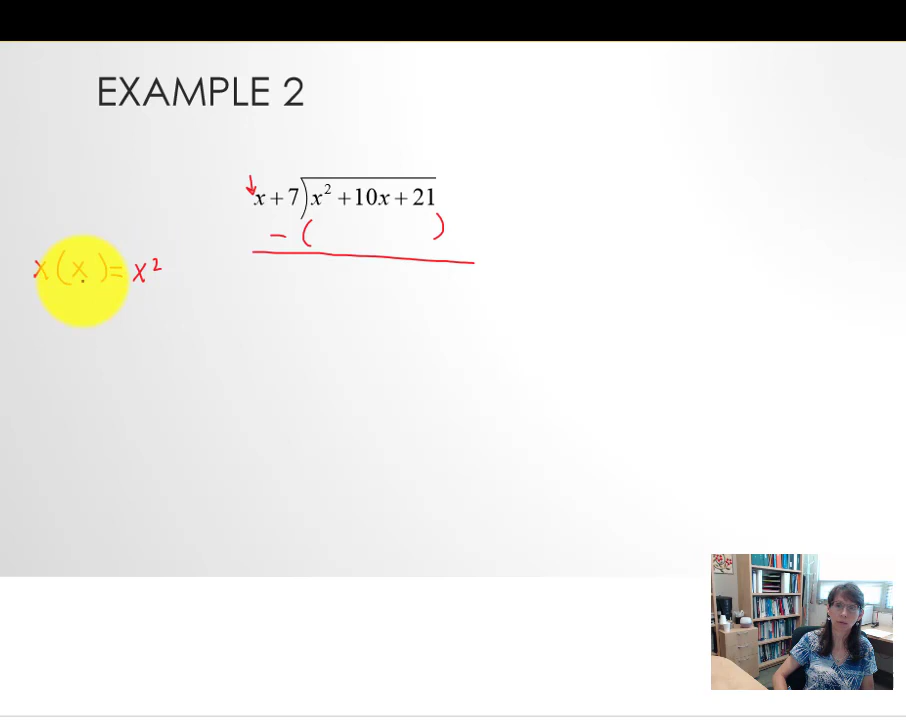 EXAMPLE 2
x + 7)x² + 10x + 21
− ( )
x(x)= x²